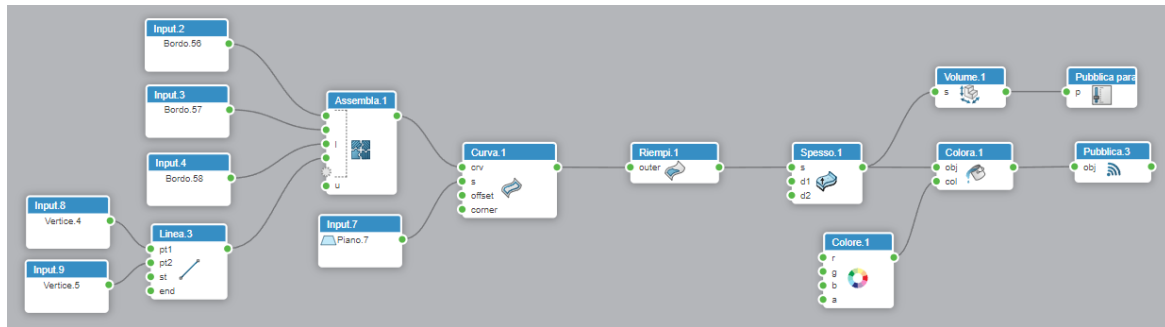 Input.2
Bordo.56
Input.3
Bordo.57
Input.4
Bordo.58
Input.8
Vertice.4
Input.9
Vertice.5
Linea.3
pt1
pt2
st
end
Assembla.1
l
u
Input.7
Piano.7
Curva.1
crv
s
offset
corner
Riempi.1
outer
Spesso.1
s
d1
d2
Volume.1
s
Pubblica para
p
Colora.1
obj
col
Pubblica.3
obj
Colore.1
r
g
b
a